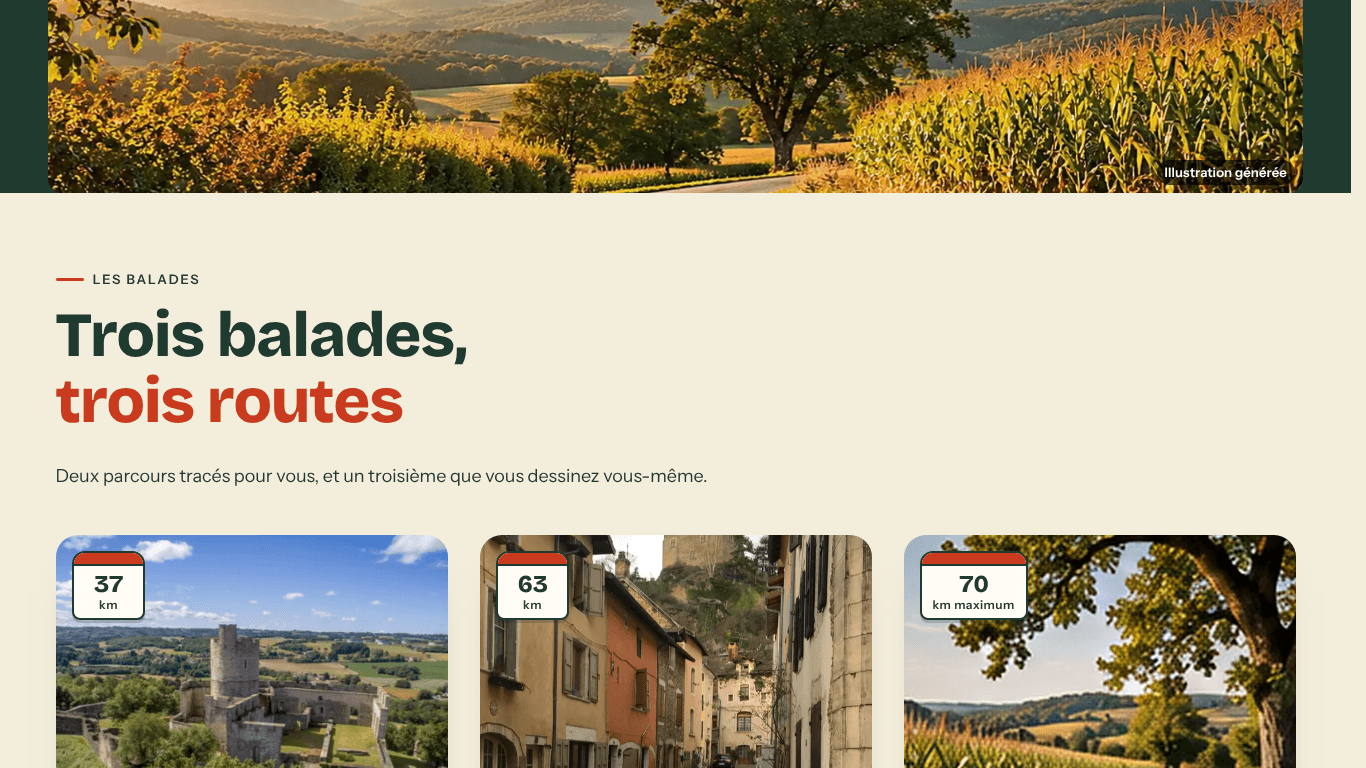 Illustration générée
LES BALADES
Trois balades,
trois routes
Deux parcours tracés pour vous, et un troisième que vous dessinez vous-même.
37
km
63
km
70
km maximum